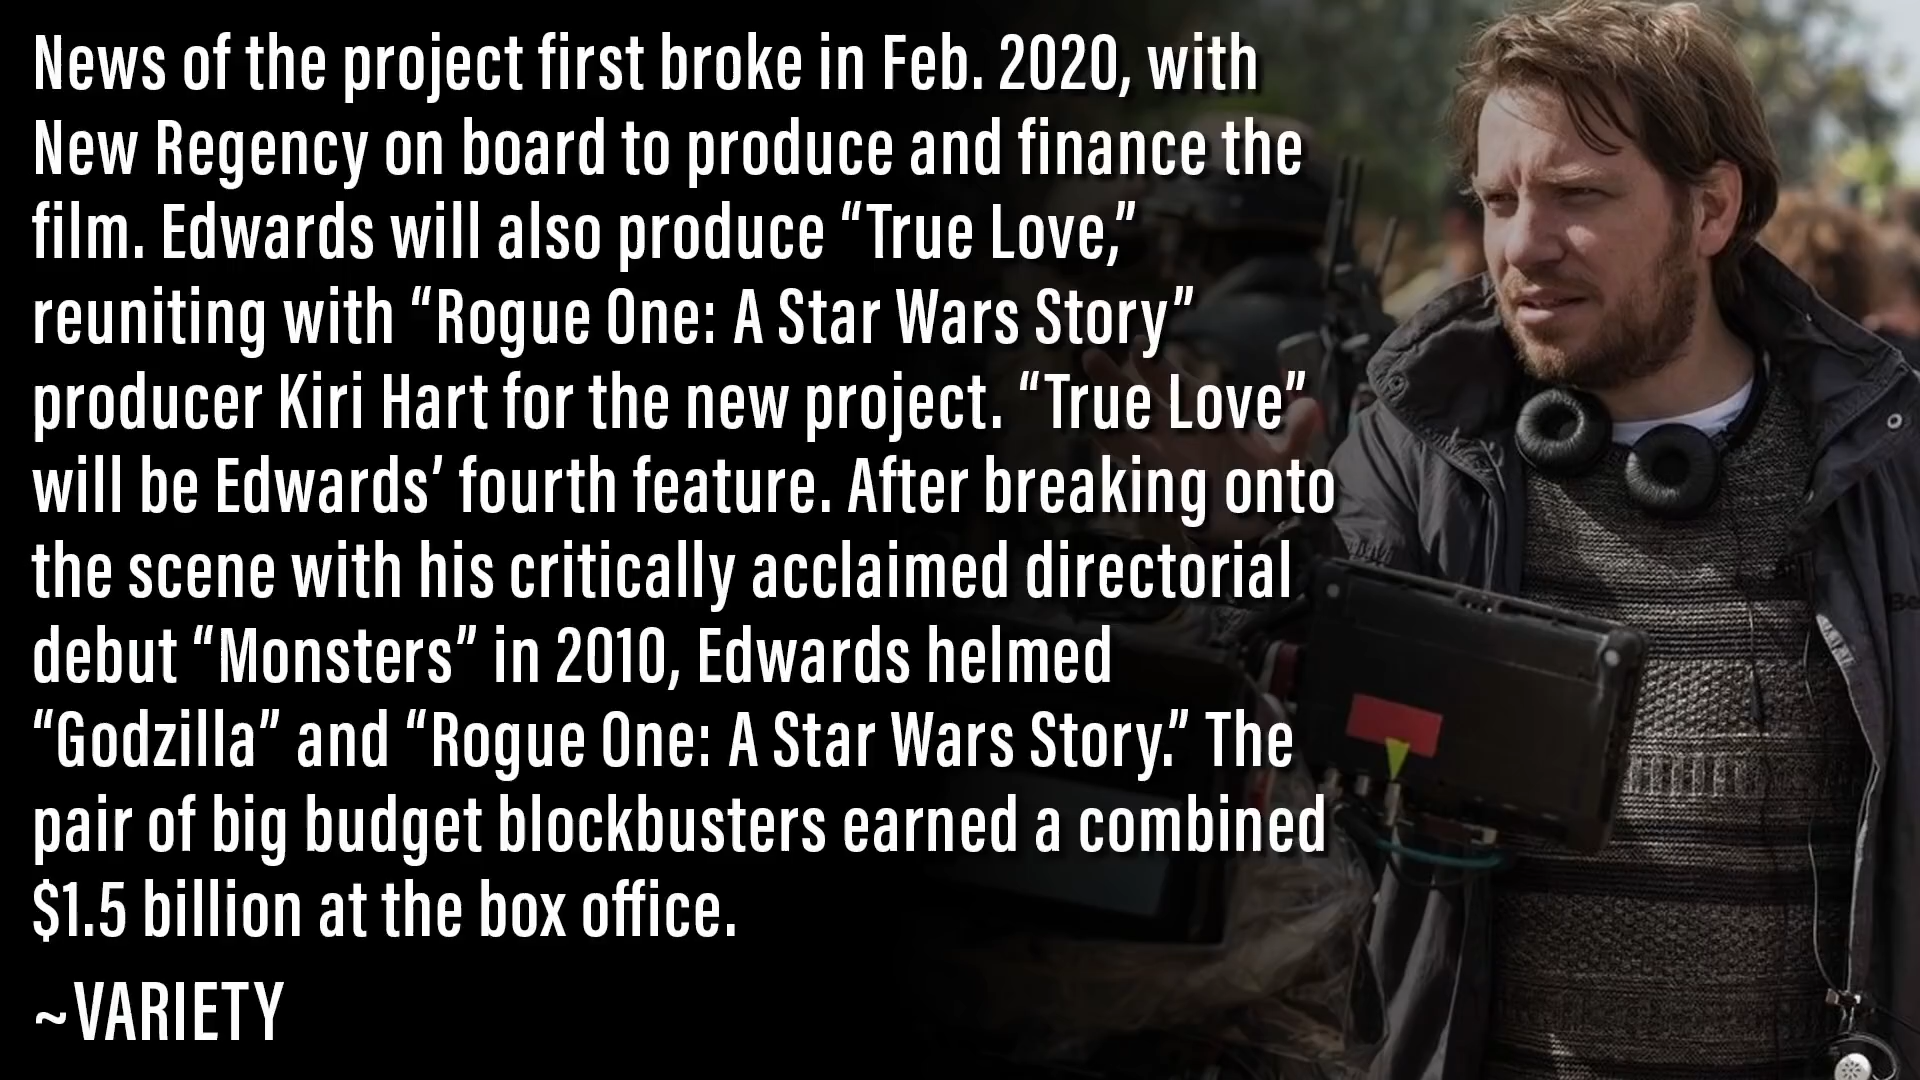 News of the project first broke in Feb. 2020, with
New Regency on board to produce and finance the
film. Edwards will also produce “True Love,”
reuniting with “Rogue One: A Star Wars Story”
producer Kiri Hart for the new project. “True Love”
will be Edwards’ fourth feature. After breaking onto
the scene with his critically acclaimed directorial
debut “Monsters” in 2010, Edwards helmed
“Godzilla” and “Rogue One: A Star Wars Story.” The
pair of big budget blockbusters earned a combined
$1.5 billion at the box office.
~VARIETY